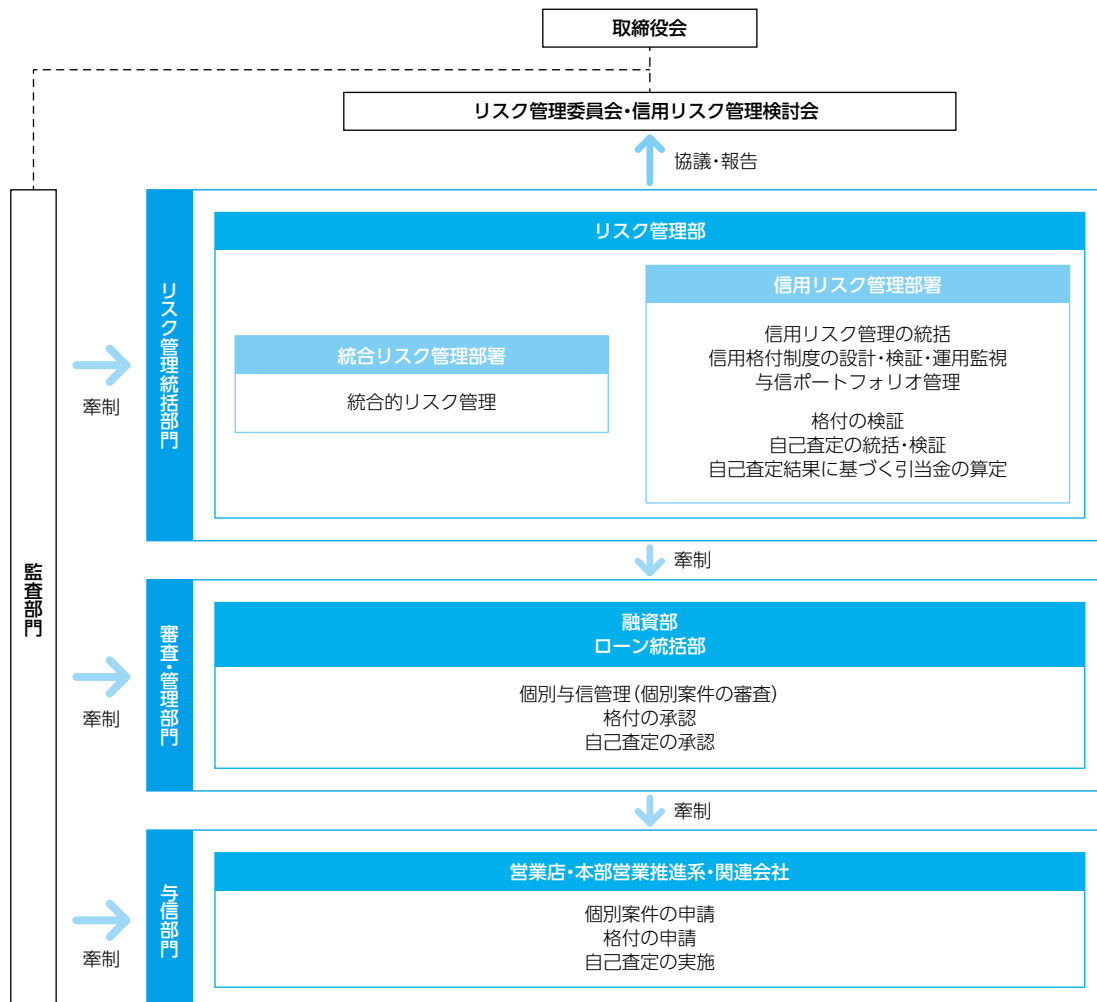 取締役会
リスク管理委員会・信用リスク管理検討会
協議・報告
監査部門
牽制
リスク管理統括部門
リスク管理部
統合リスク管理部署
統合的リスク管理
信用リスク管理部署
信用リスク管理の統括
信用格付制度の設計・検証・運用監視
与信ポートフォリオ管理
格付の検証
自己査定の統括・検証
自己査定結果に基づく引当金の算定
牽制
牽制
審査・管理部門
融資部
ローン統括部
個別与信管理(個別案件の審査)
格付の承認
自己査定の承認
牽制
牽制
与信部門
営業店・本部営業推進系・関連会社
個別案件の申請
格付の申請
自己査定の実施